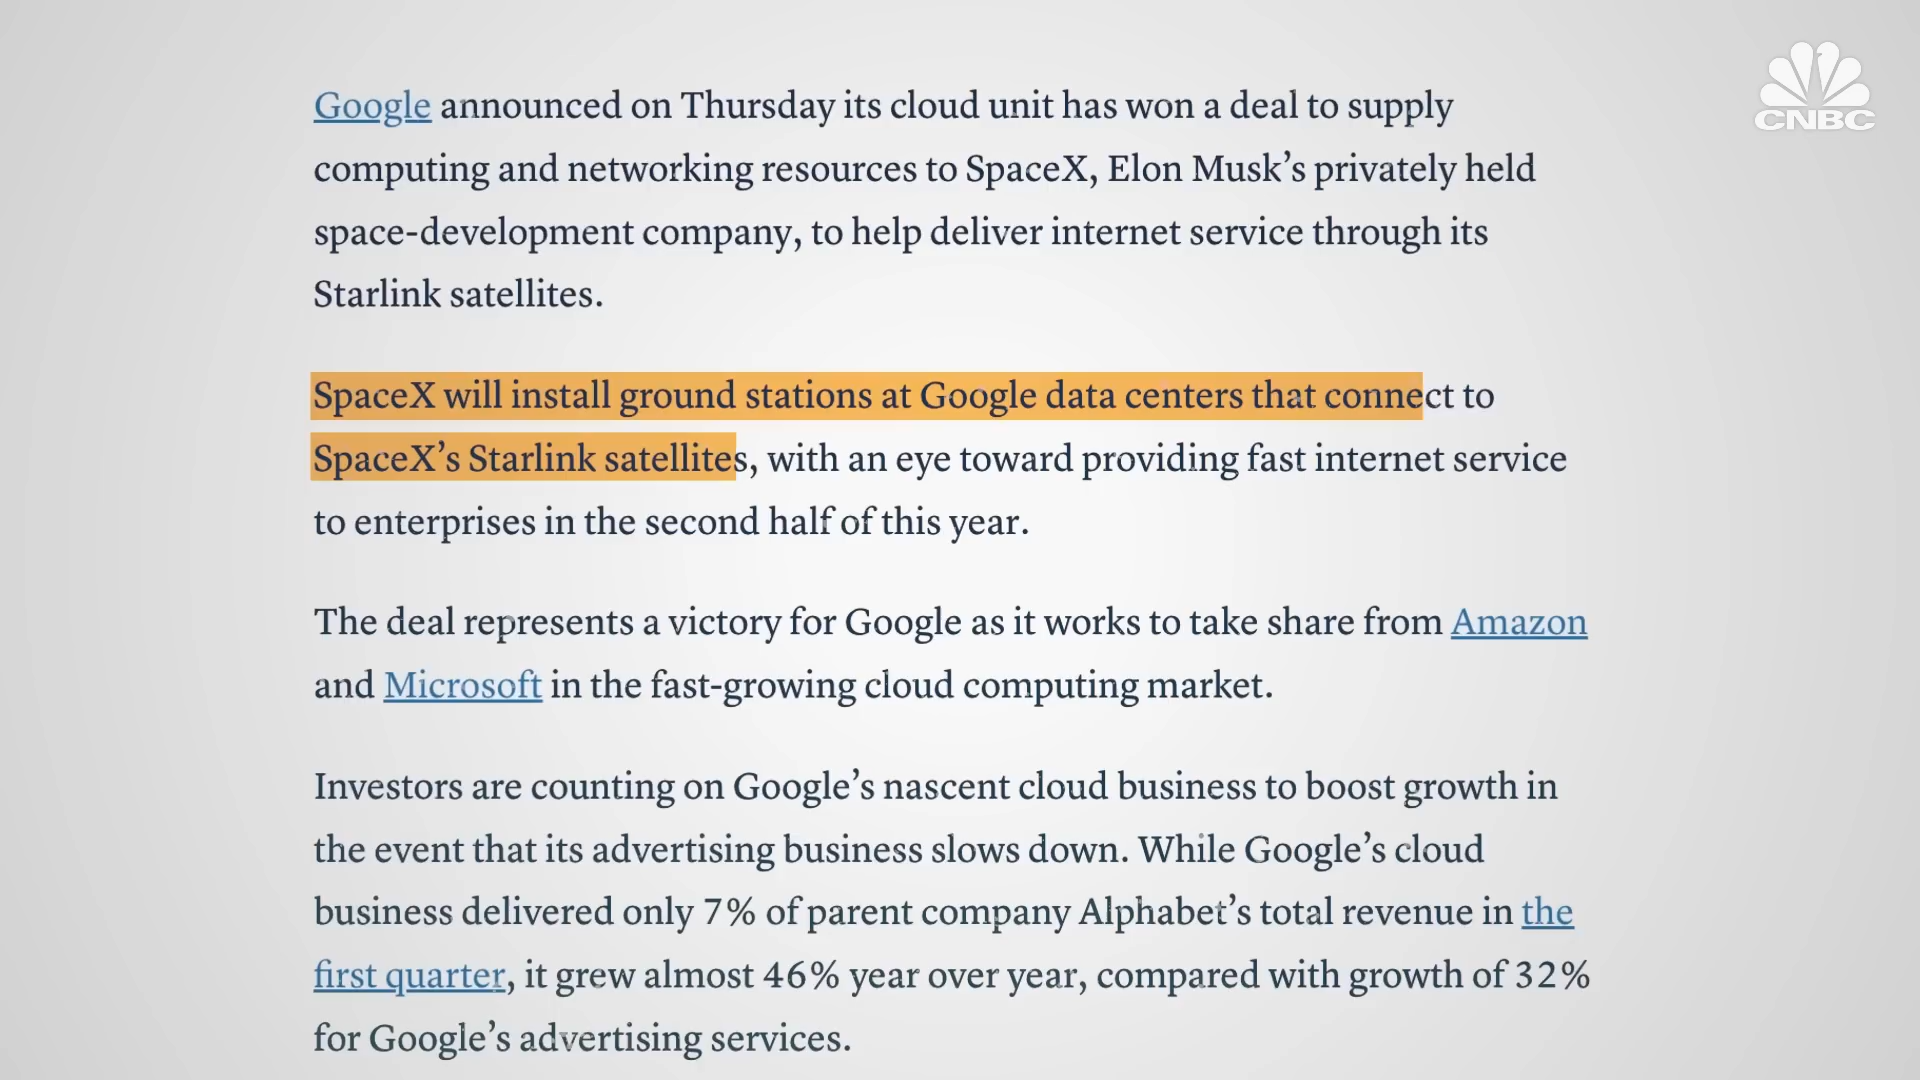 CNBC
Google announced on Thursday its cloud unit has won a deal to supply
computing and networking resources to SpaceX, Elon Musk’s privately held
space-development company, to help deliver internet service through its
Starlink satellites.
SpaceX will install ground stations at Google data centers that connect to
SpaceX’s Starlink satellites, with an eye toward providing fast internet service
to enterprises in the second half of this year.
The deal represents a victory for Google as it works to take share from Amazon
and Microsoft in the fast-growing cloud computing market.
Investors are counting on Google’s nascent cloud business to boost growth in
the event that its advertising business slows down. While Google’s cloud
business delivered only 7% of parent company Alphabet’s total revenue in the
first quarter, it grew almost 46% year over year, compared with growth of 32%
for Google’s advertising services.